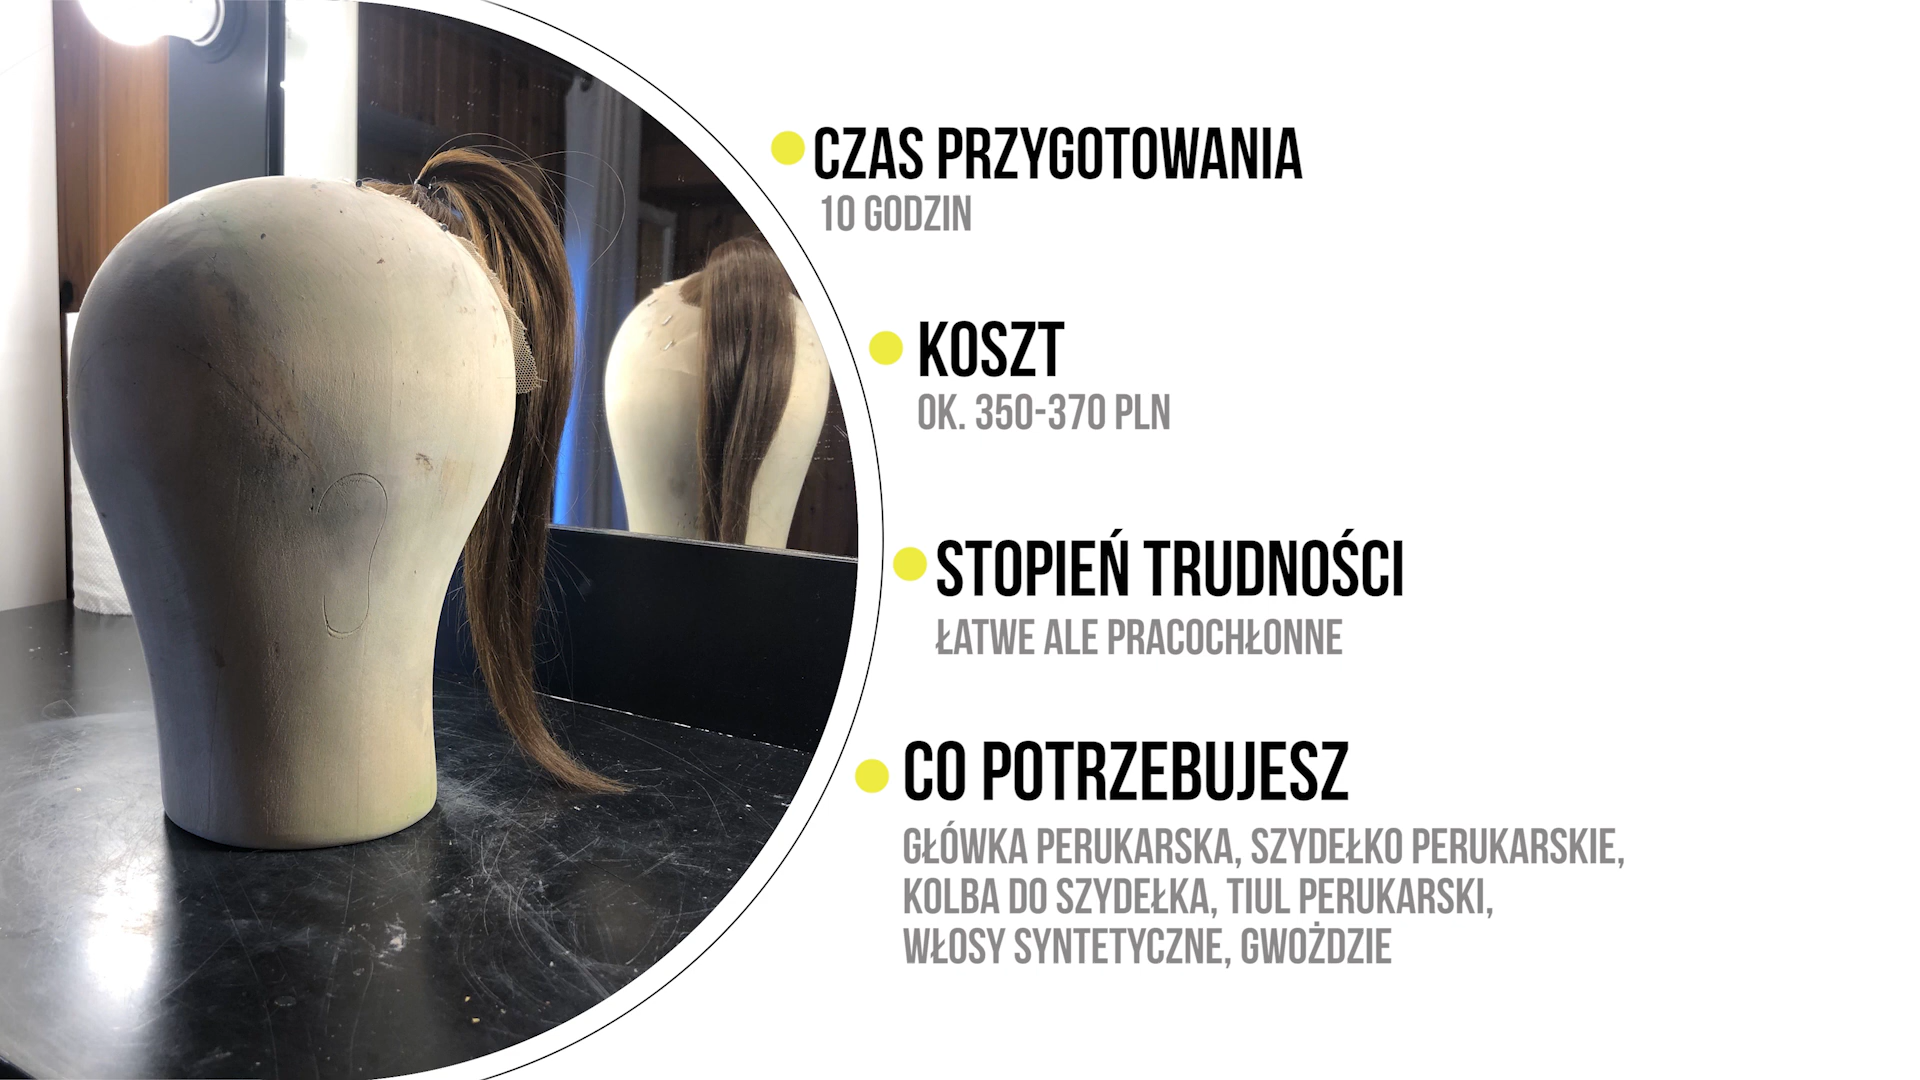 CZAS PRZYGOTOWANIA
10 GODZIN
KOSZT
OK. 350-370 PLN
STOPIEŃ TRUDNOŚCI
ŁATWE ALE PRACOCHŁONNE
CO POTRZEBUJESZ
GŁÓWKA PERUKARSKA, SZYDEŁKO PERUKARSKIE,
KOLBA DO SZYDEŁKA, TIUL PERUKARSKI,
WŁOSY SYNTETYCZNE, GWOŹDZIE